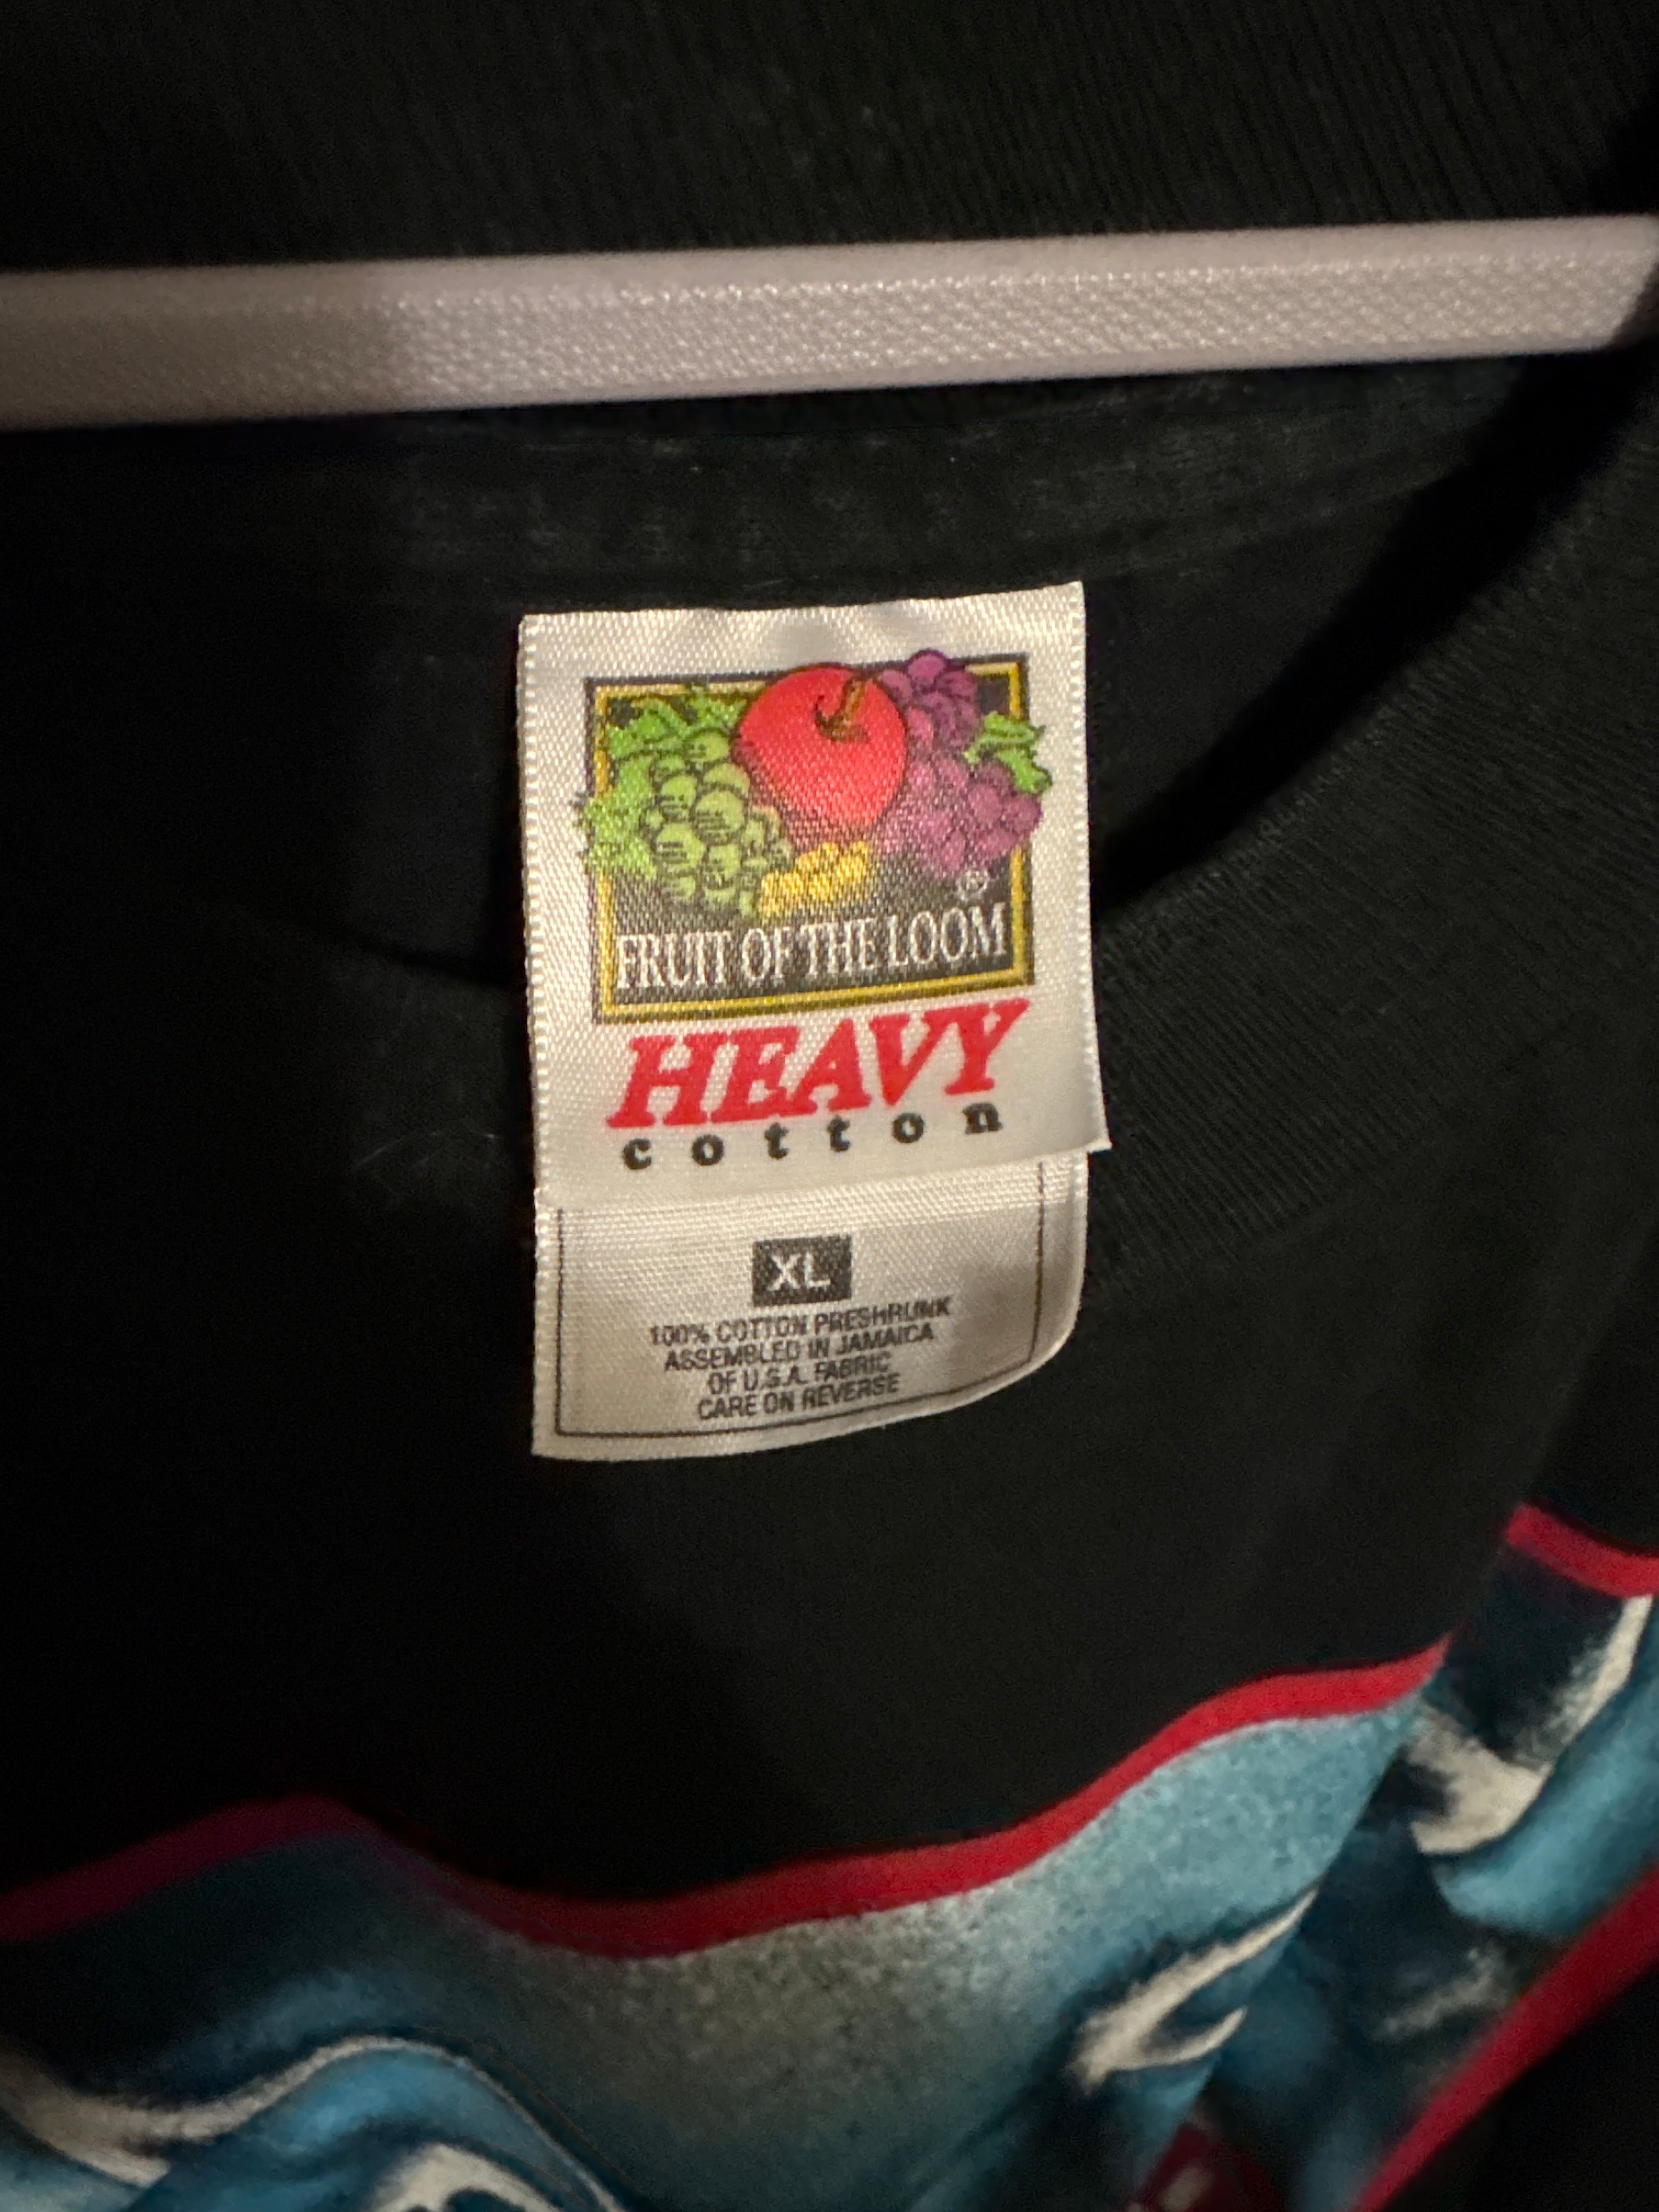 ®
FRUIT OF THE LOOM
HEAVY
cotton
XL
100% COTTON PRESHRUNK
ASSEMBLED IN JAMAICA
OF U.S.A. FABRIC
CARE ON REVERSE